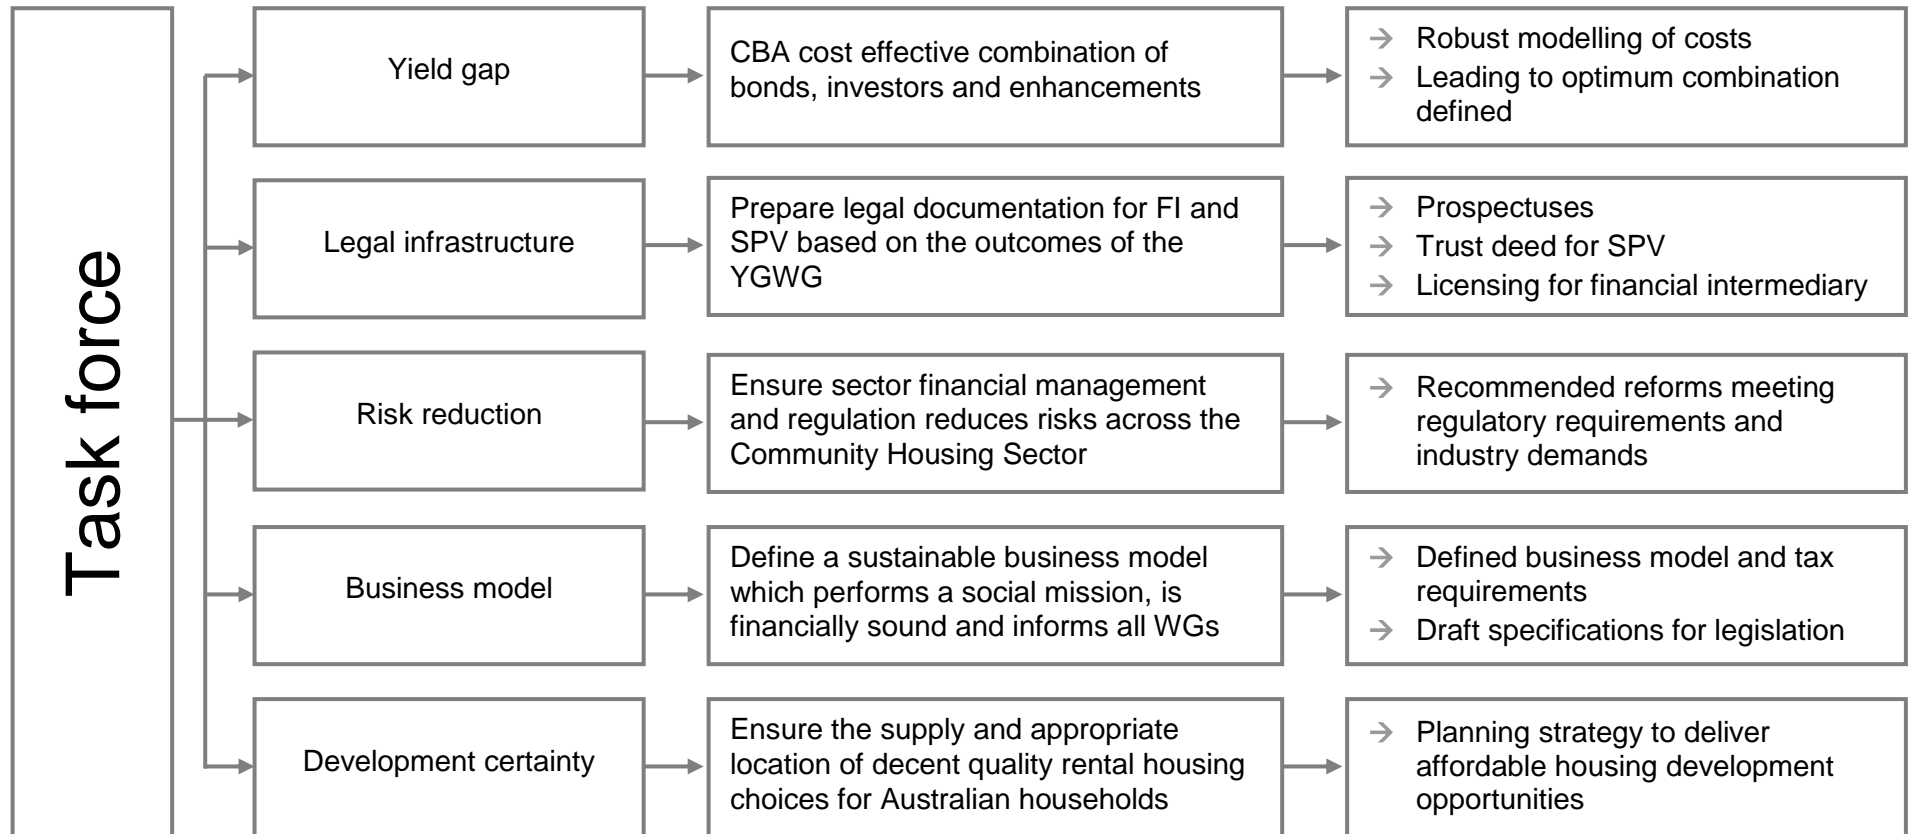 Task force
Yield gap
CBA cost effective combination of
bonds, investors and enhancements
→ Robust modelling of costs
→ Leading to optimum combination
defined
Legal infrastructure
Prepare legal documentation for FI and
SPV based on the outcomes of the
YGWG
→ Prospectuses
→ Trust deed for SPV
→ Licensing for financial intermediary
Risk reduction
Ensure sector financial management
and regulation reduces risks across the
Community Housing Sector
→ Recommended reforms meeting
regulatory requirements and
industry demands
Business model
Define a sustainable business model
which performs a social mission, is
financially sound and informs all WGs
→ Defined business model and tax
requirements
→ Draft specifications for legislation
Development certainty
Ensure the supply and appropriate
location of decent quality rental housing
choices for Australian households
→ Planning strategy to deliver
affordable housing development
opportunities